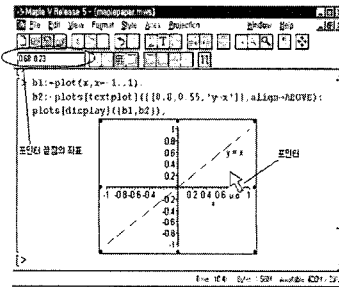 Maple V Release 5 - [maplepaper.mws]
File Edit View Format Style Axes Projection Window Help
0.68 0.23
> b1:=plot(x,x=-1..1):
b2:=plots[textplot]({[0.8,0.55,'y=x']},align=ABOVE):
plots[display]({b1,b2});
포인터 끝점의 좌표
포인터
1
0.8
0.6
0.4
0.2
y = x
-1 -0.8 -0.6 -0.4 0.2 0.4 0.6 0.8 1
x
-0.2
-0.4
-0.6
-0.8
-1
[>